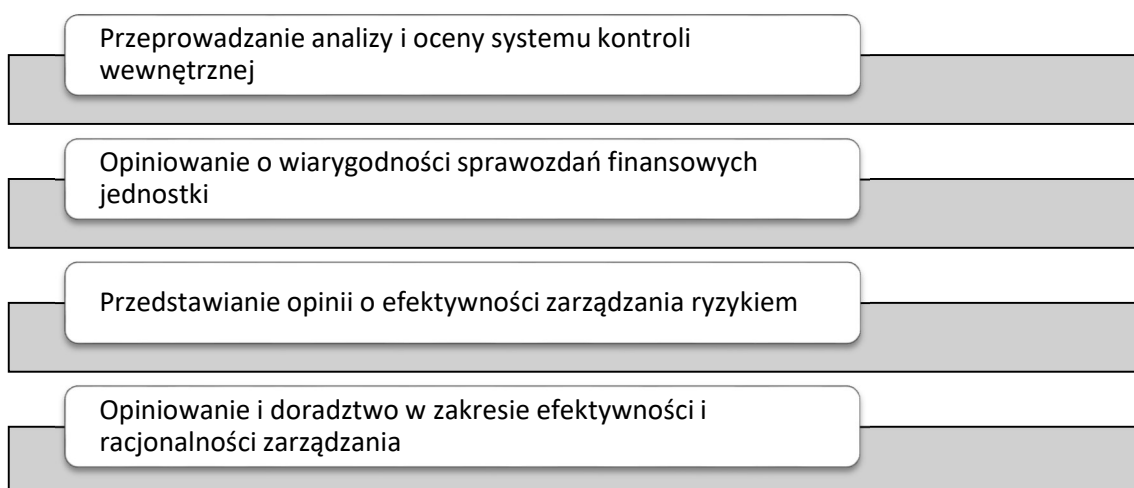 Przeprowadzanie analizy i oceny systemu kontroli
wewnętrznej
Opiniowanie o wiarygodności sprawozdań finansowych
jednostki
Przedstawianie opinii o efektywności zarządzania ryzykiem
Opiniowanie i doradztwo w zakresie efektywności i
racjonalności zarządzania